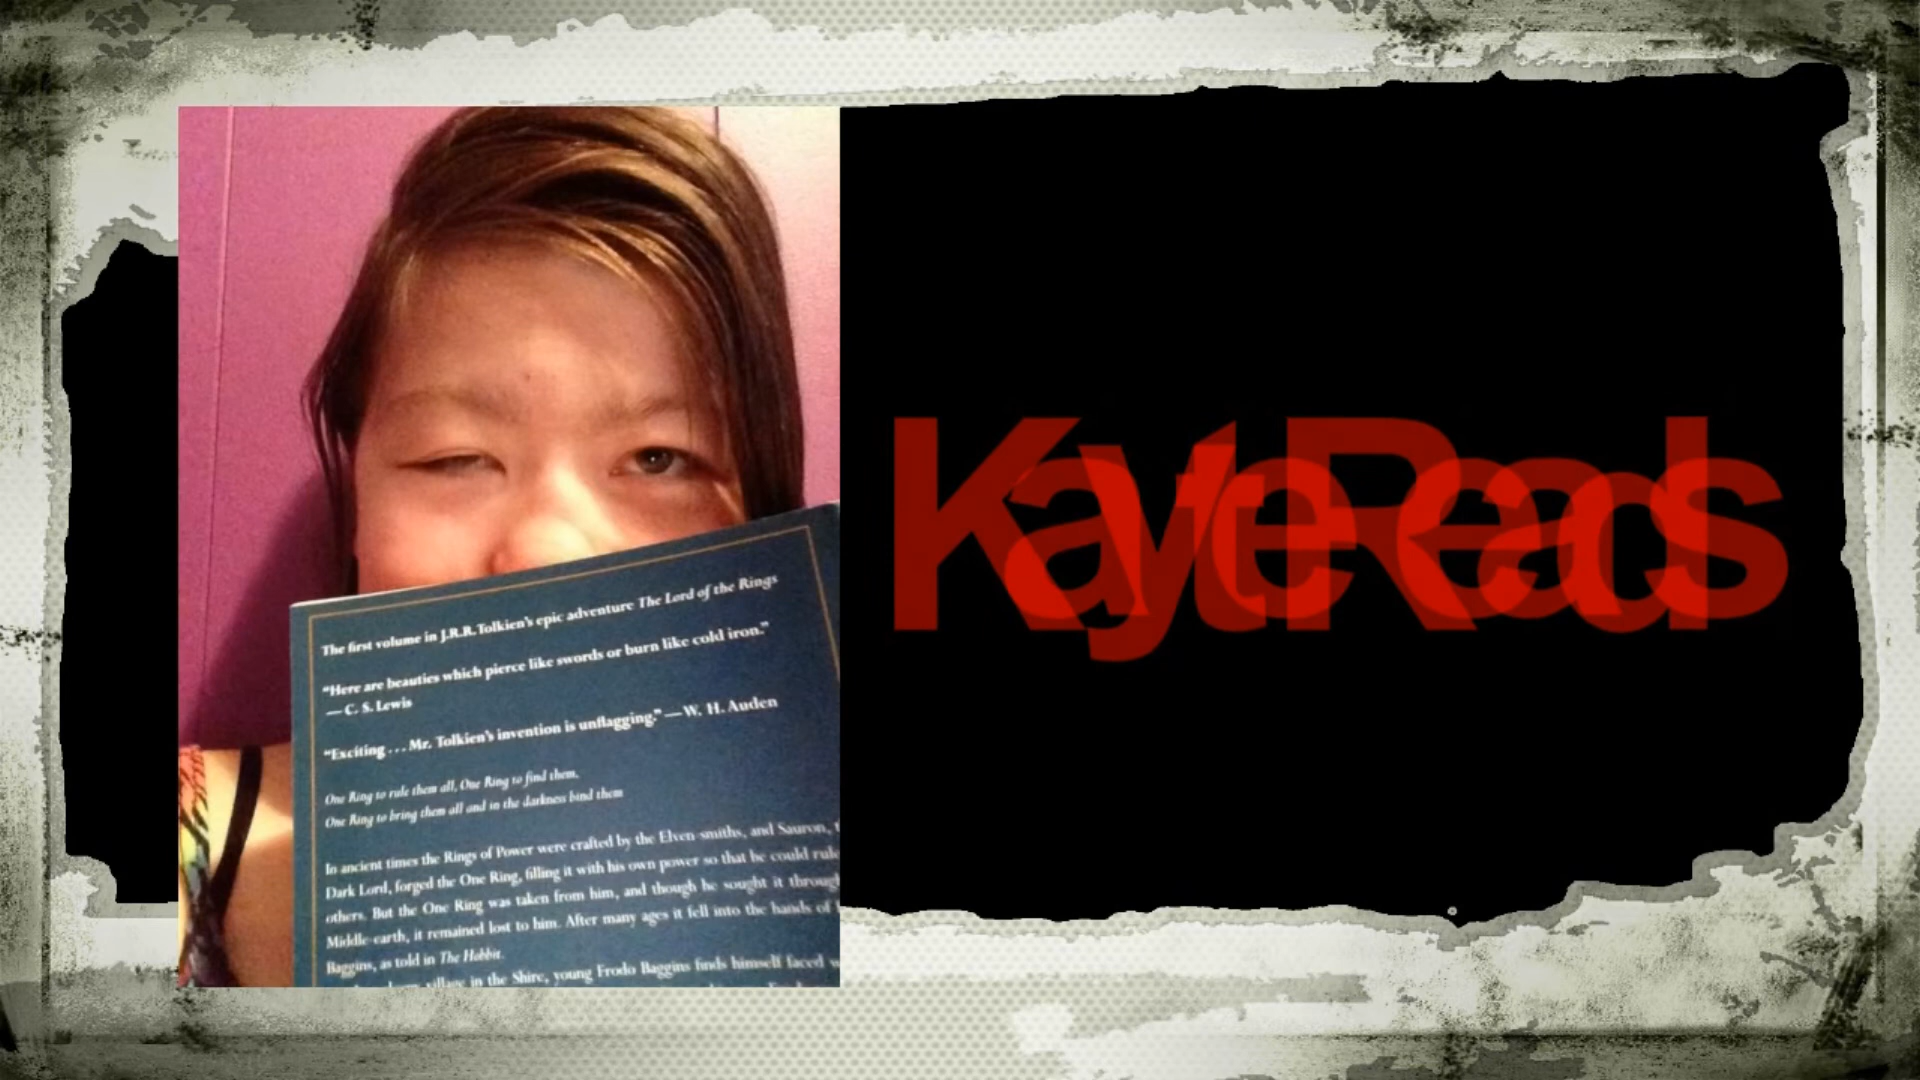 The first volume in J.R.R. Tolkien's epic adventure The Lord of the Rings
"Here are beauties which pierce like swords or burn like cold iron."
— C. S. Lewis
"Exciting . . . Mr. Tolkien's invention is unflagging." — W. H. Auden
One Ring to rule them all, One Ring to find them,
One Ring to bring them all and in the darkness bind them
In ancient times the Rings of Power were crafted by the Elven-smiths, and Sauron,
Dark Lord, forged the One Ring, filling it with his own power so that he could rule
others. But the One Ring was taken from him, and though he sought it through
Middle-earth, it remained lost to him. After many ages it fell into the hands of
Baggins, as told in The Hobbit.
village in the Shire, young Frodo Baggins finds himself faced
KayteReads